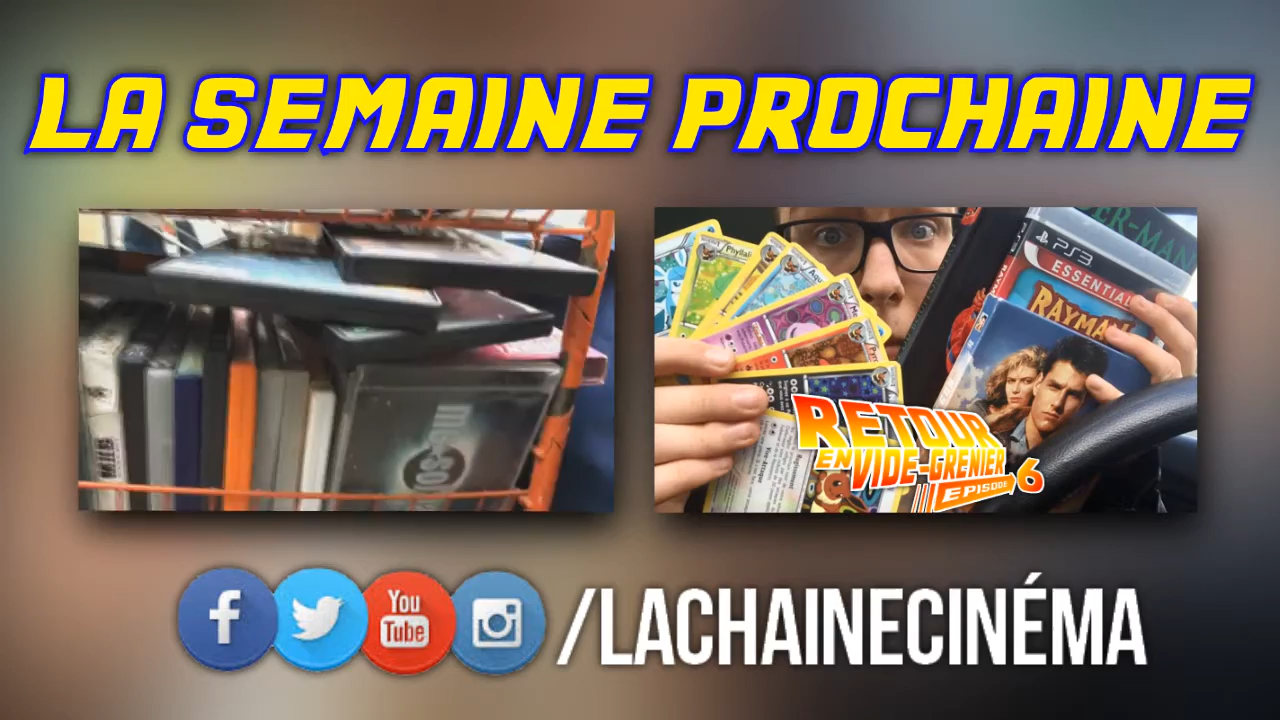 LA SEMAINE PROCHAINE
PS3
ESSENTIALS
RAYMAN
RETOUR
EN VIDE-GRENIER
EPISODE 6
You
Tube
/LACHAINECINÉMA